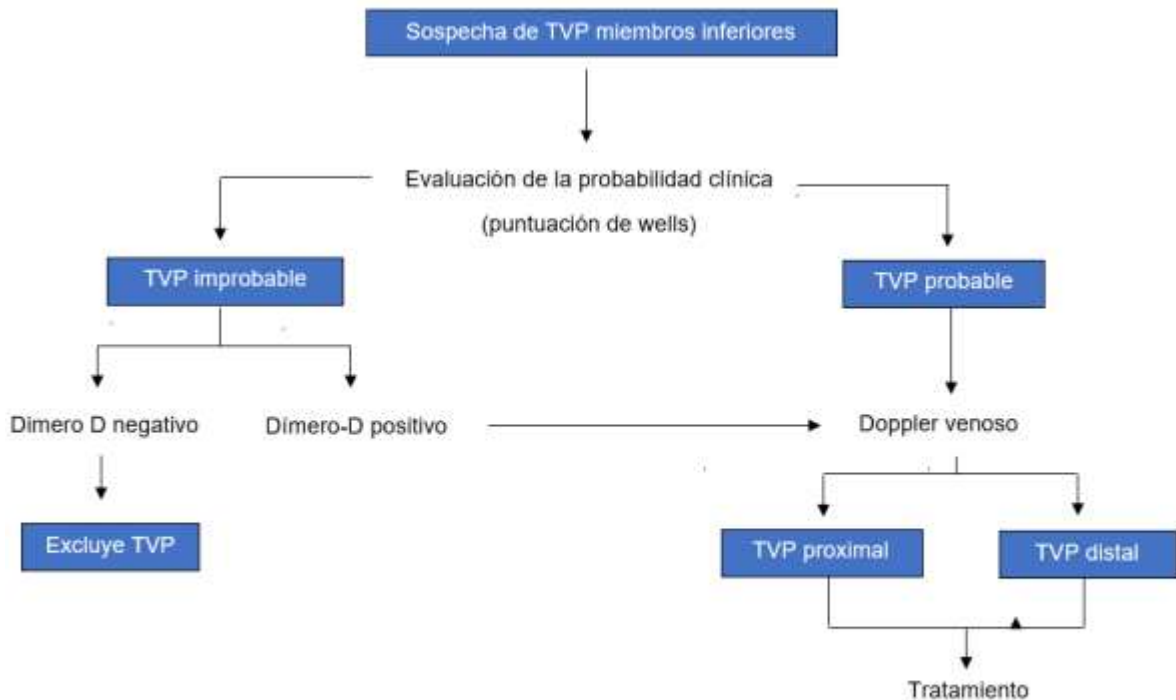 Sospecha de TVP miembros inferiores
Evaluación de la probabilidad clínica
(puntuación de wells)
TVP improbable
TVP probable
Dimero D negativo
Dímero-D positivo
Doppler venoso
Excluye TVP
TVP proximal
TVP distal
Tratamiento